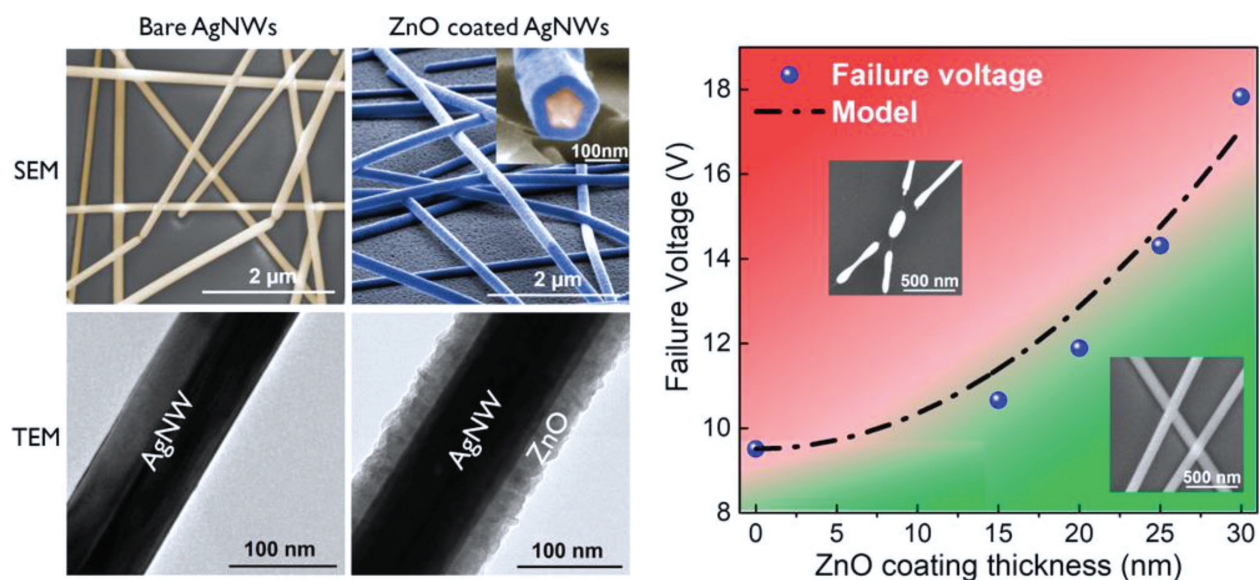 Bare AgNWs
ZnO coated AgNWs
SEM
2 µm
100nm
2 µm
TEM
AgNW
100 nm
AgNW
ZnO
100 nm
Failure voltage
Model
500 nm
500 nm
18
16
14
12
10
8
Failure Voltage (V)
0
5
10
15
20
25
30
ZnO coating thickness (nm)